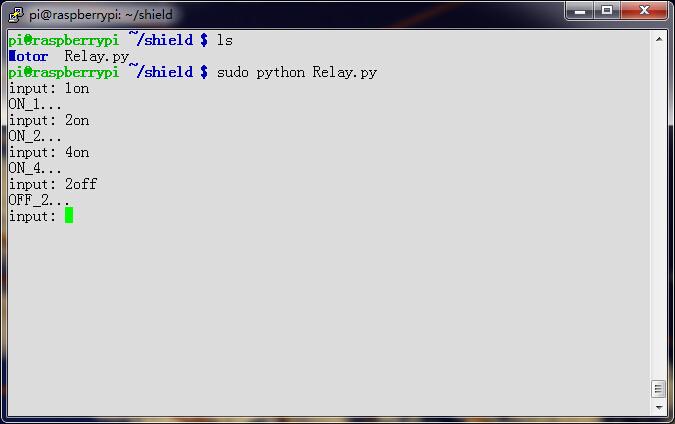 pi@raspberrypi: ~/shield
pi@raspberrypi ~/shield $ ls
Motor  Relay.py
pi@raspberrypi ~/shield $ sudo python Relay.py
input: 1on
ON_1...
input: 2on
ON_2...
input: 4on
ON_4...
input: 2off
OFF_2...
input: